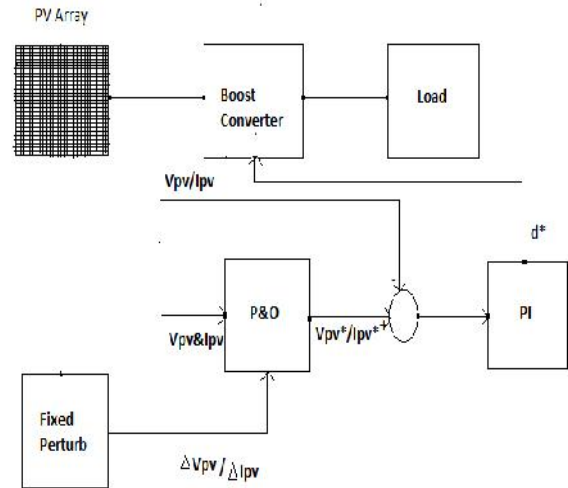 PV Array
Boost
Converter
Load
Vpv/Ipv
d*
P&O
PI
Vpv&Ipv
Vpv*/Ipv*
-
+
Fixed
Perturb
ΔVpv/ΔIpv